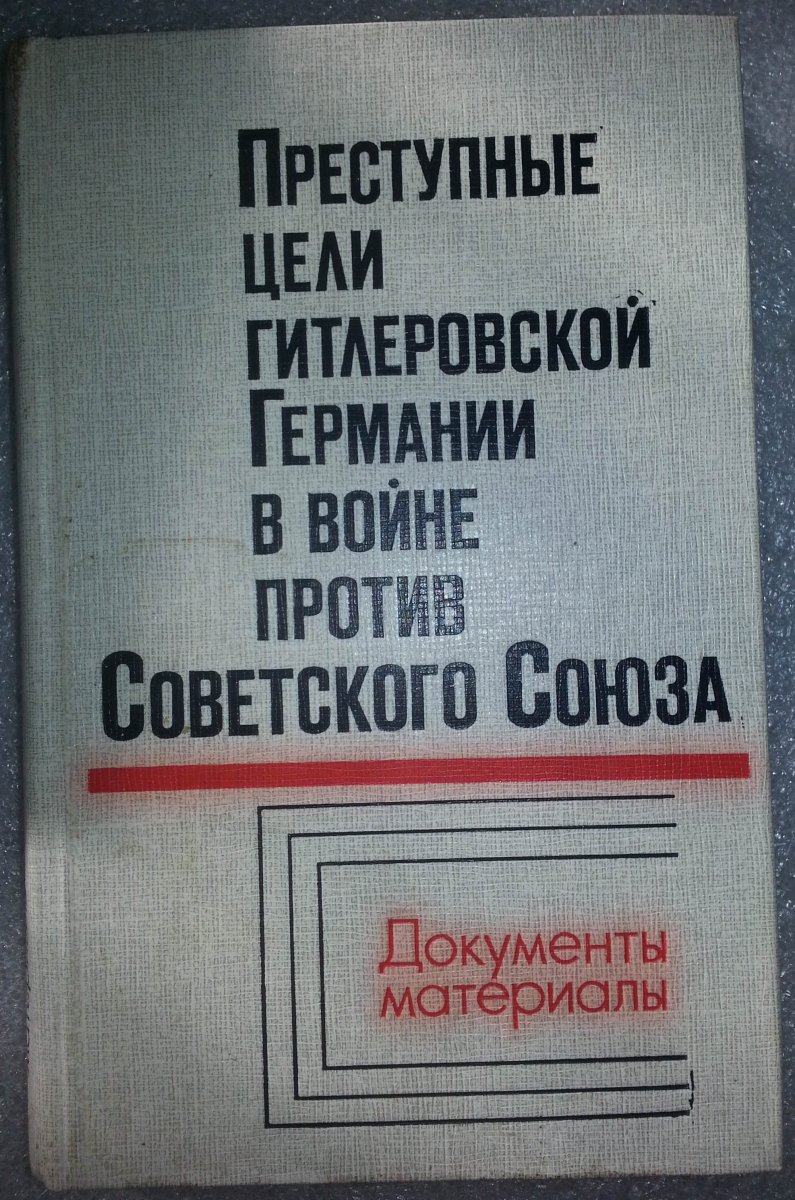 Преступные
цели
гитлеровской
Германии
в войне
против
Советского Союза
Документы
материалы